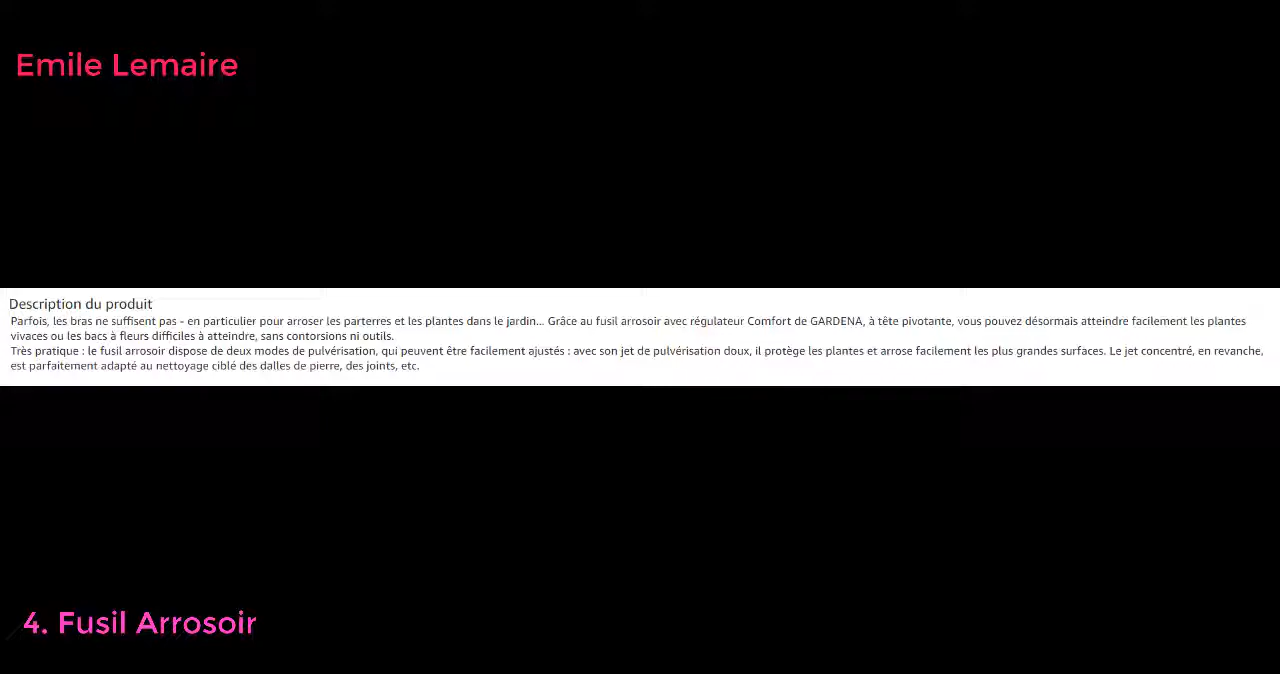 Emile Lemaire
Description du produit
Parfois, les bras ne suffisent pas - en particulier pour arroser les parterres et les plantes dans le jardin... Grâce au fusil arrosoir avec régulateur Comfort de GARDENA, à tête pivotante, vous pouvez désormais atteindre facilement les plantes
vivaces ou les bacs à fleurs difficiles à atteindre, sans contorsions ni outils.
Très pratique : le fusil arrosoir dispose de deux modes de pulvérisation, qui peuvent être facilement ajustés : avec son jet de pulvérisation doux, il protège les plantes et arrose facilement les plus grandes surfaces. Le jet concentré, en revanche,
est parfaitement adapté au nettoyage ciblé des dalles de pierre, des joints, etc.
4. Fusil Arrosoir